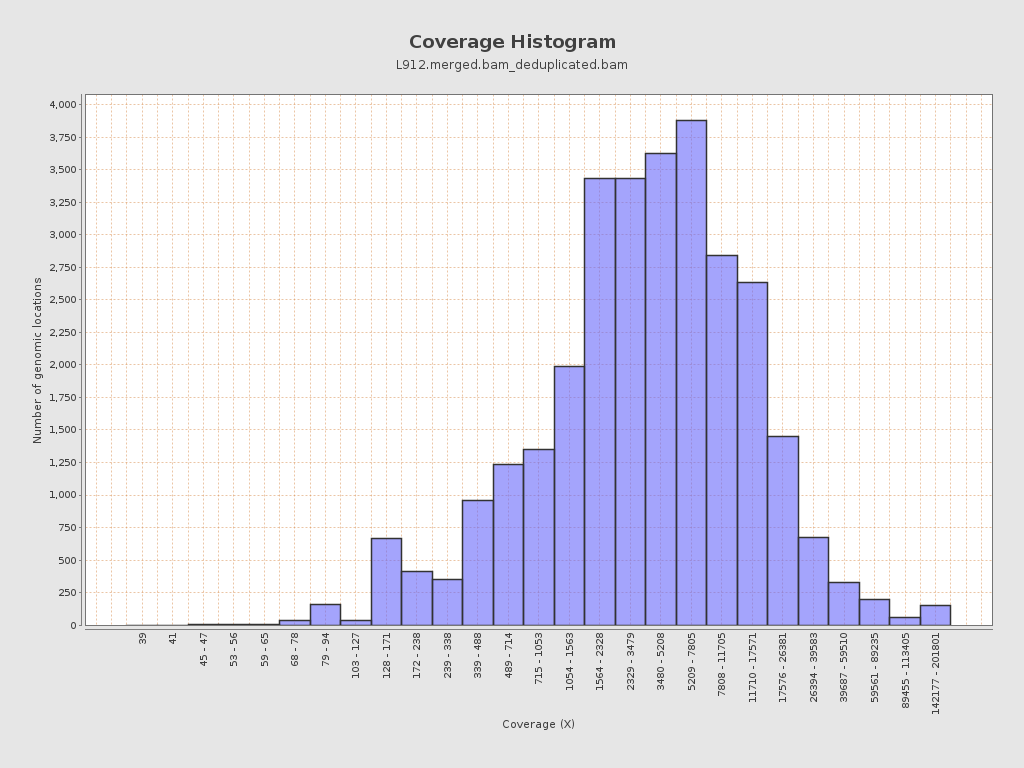 Coverage Histogram
L912.merged.bam_deduplicated.bam
Number of genomic locations
4,000
3,750
3,500
3,250
3,000
2,750
2,500
2,250
2,000
1,750
1,500
1,250
1,000
750
500
250
0
39
41
45 - 47
53 - 56
59 - 65
68 - 78
79 - 94
103 - 127
128 - 171
172 - 238
239 - 338
339 - 488
489 - 714
715 - 1053
1054 - 1563
1564 - 2328
2329 - 3479
3480 - 5208
5209 - 7805
7808 - 11705
11710 - 17571
17576 - 26381
26394 - 39583
39687 - 59510
59561 - 89235
89455 - 113405
142177 - 201801
Coverage (X)